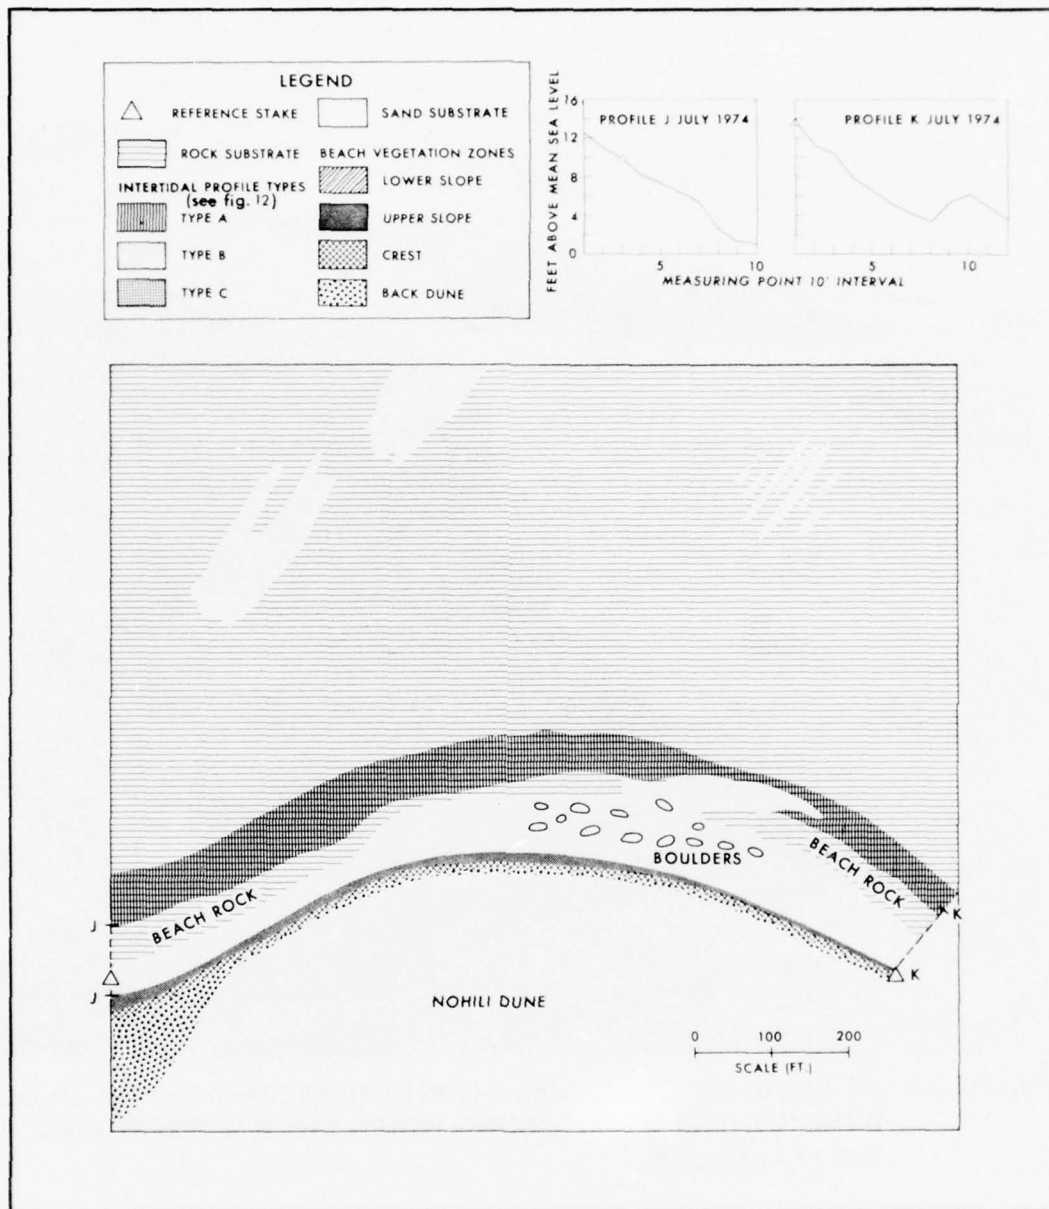 LEGEND
REFERENCE STAKE
ROCK SUBSTRATE
INTERTIDAL PROFILE TYPES
(see fig. 12)
TYPE A
TYPE B
TYPE C
SAND SUBSTRATE
BEACH VEGETATION ZONES
LOWER SLOPE
UPPER SLOPE
CREST
BACK DUNE
FEET ABOVE MEAN SEA LEVEL
16
12
8
4
0
PROFILE J JULY 1974
PROFILE K JULY 1974
5
10
5
10
MEASURING POINT 10' INTERVAL
BOULDERS
BEACH ROCK
BEACH ROCK
J
K
J
K
NOHILI DUNE
0
100
200
SCALE (FT.)